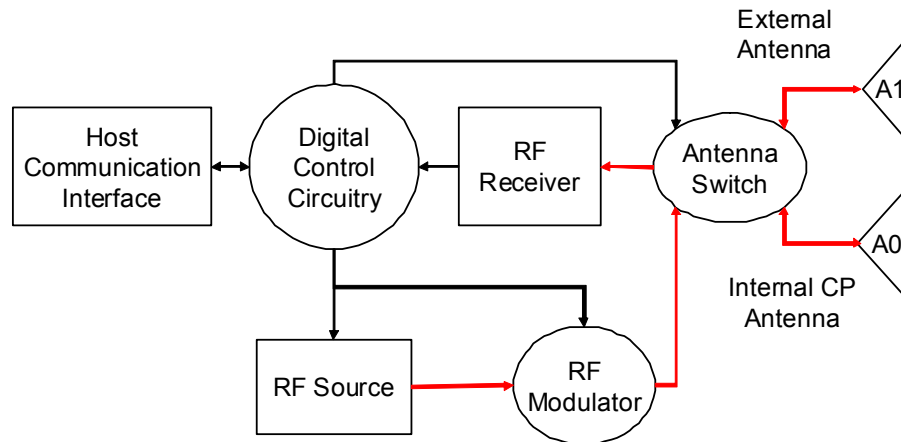 External
Antenna
A1
Host
Communication
Interface
Digital
Control
Circuitry
RF
Receiver
Antenna
Switch
A0
Internal CP
Antenna
RF Source
RF
Modulator